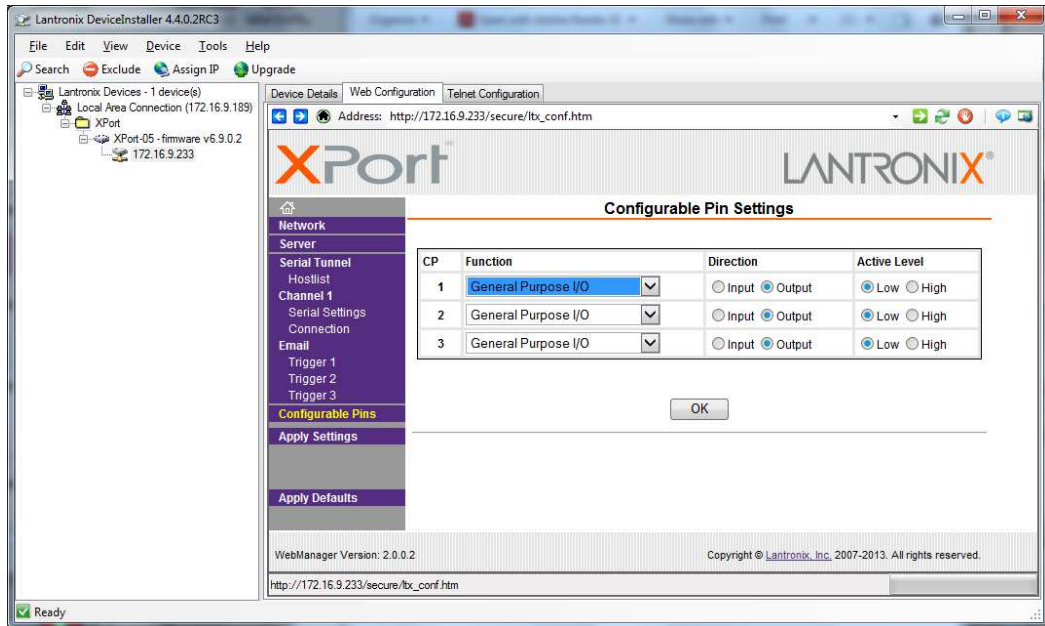 Lantronix DeviceInstaller 4.4.0.2RC3
File Edit View Device Tools Help
Search Exclude Assign IP Upgrade
Lantronix Devices - 1 device(s)
Local Area Connection (172.16.9.189)
XPort
XPort-05 - firmware v6.9.0.2
172.16.9.233
Device Details Web Configuration Telnet Configuration
Address: http://172.16.9.233/secure/ltx_conf.htm
XPort
LANTRONIX®
Network
Server
Serial Tunnel
Hostlist
Channel 1
Serial Settings
Connection
Email
Trigger 1
Trigger 2
Trigger 3
Configurable Pins
Apply Settings
Apply Defaults
Configurable Pin Settings
CP Function Direction Active Level
1 General Purpose I/O Input Output Low High
2 General Purpose I/O Input Output Low High
3 General Purpose I/O Input Output Low High
OK
WebManager Version: 2.0.0.2
Copyright © Lantronix, Inc. 2007-2013. All rights reserved.
http://172.16.9.233/secure/ltx_conf.htm
Ready